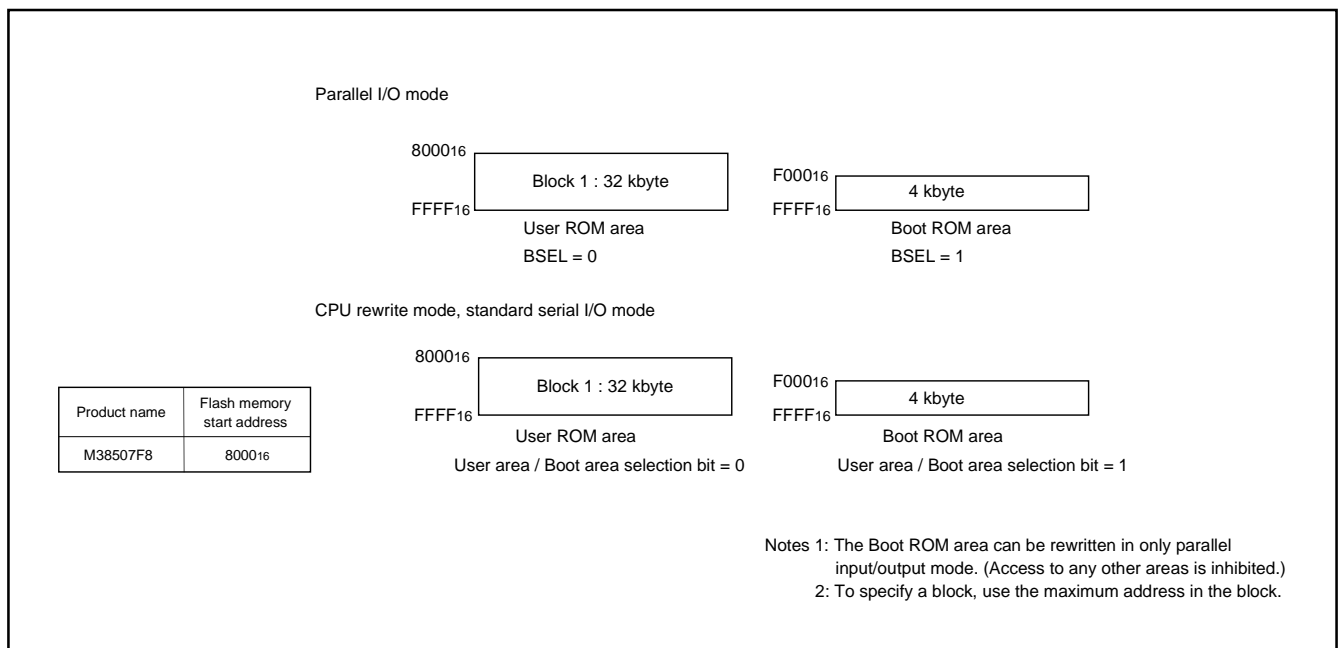 Parallel I/O mode
800016
Block 1 : 32 kbyte
FFFF16
User ROM area
BSEL = 0
F00016
4 kbyte
FFFF16
Boot ROM area
BSEL = 1
CPU rewrite mode, standard serial I/O mode
800016
Block 1 : 32 kbyte
FFFF16
User ROM area
User area / Boot area selection bit = 0
F00016
4 kbyte
FFFF16
Boot ROM area
User area / Boot area selection bit = 1
Product name
Flash memory
start address
M38507F8
800016
Notes 1: The Boot ROM area can be rewritten in only parallel
input/output mode. (Access to any other areas is inhibited.)
2: To specify a block, use the maximum address in the block.